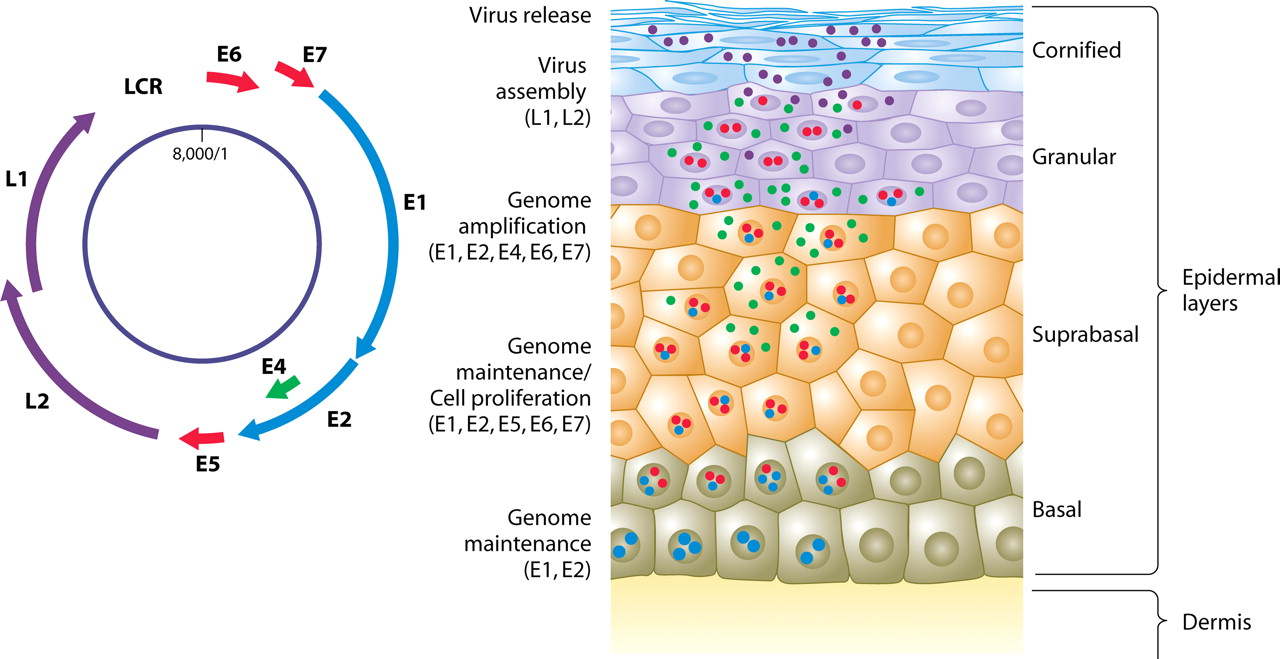 E6
E7
LCR
8,000/1
L1
E1
L2
E4
E2
E5
Virus release
Virus
assembly
(L1, L2)
Genome
amplification
(E1, E2, E4, E6, E7)
Genome
maintenance/
Cell proliferation
(E1, E2, E5, E6, E7)
Genome
maintenance
(E1, E2)
Cornified
Granular
Suprabasal
Basal
Epidermal
layers
Dermis